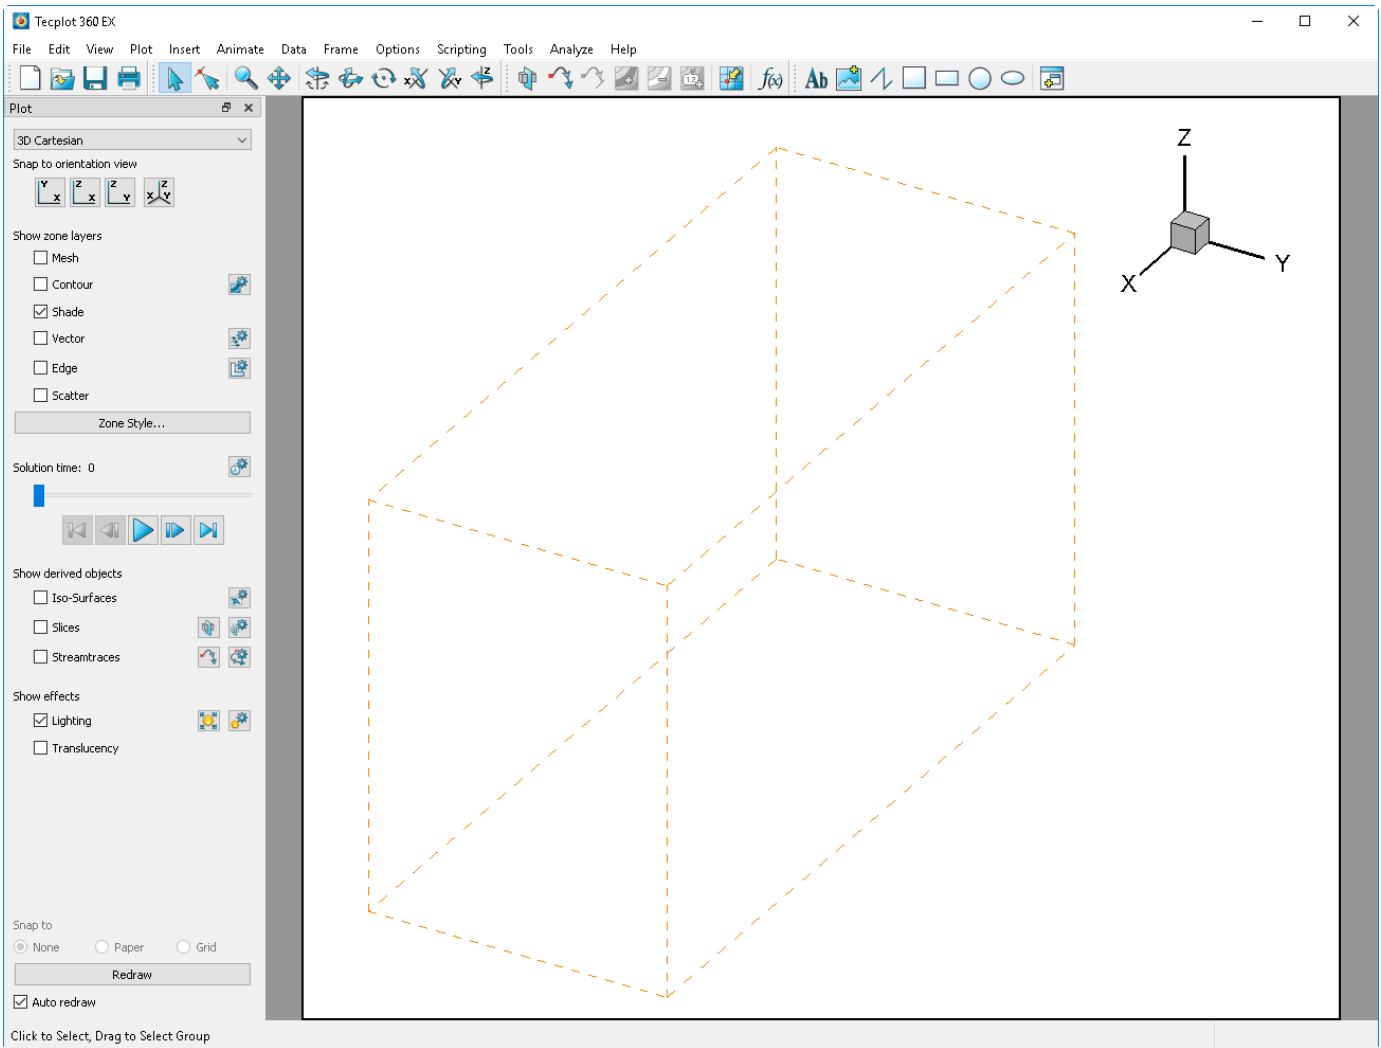 Tecplot 360 EX
File Edit View Plot Insert Animate Data Frame Options Scripting Tools Analyze Help
1.2
f(x)
Ab
Plot
3D Cartesian
Snap to orientation view
Y X
Z X
Z Y
X Z Y
Show zone layers
Mesh
Contour
Shade
Vector
Edge
Scatter
Zone Style...
Solution time: 0
Show derived objects
Iso-Surfaces
Slices
Streamtraces
Show effects
Lighting
Translucency
Snap to
None Paper Grid
Redraw
Auto redraw
Click to Select, Drag to Select Group
Z
X
Y